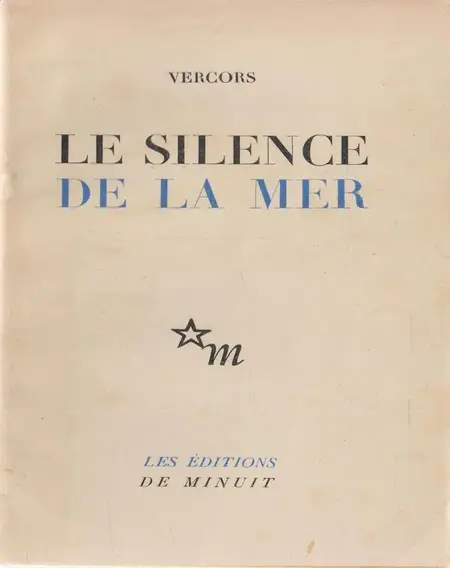 VERCORS
LE SILENCE
DE LA MER
m
LES ÉDITIONS
DE MINUIT